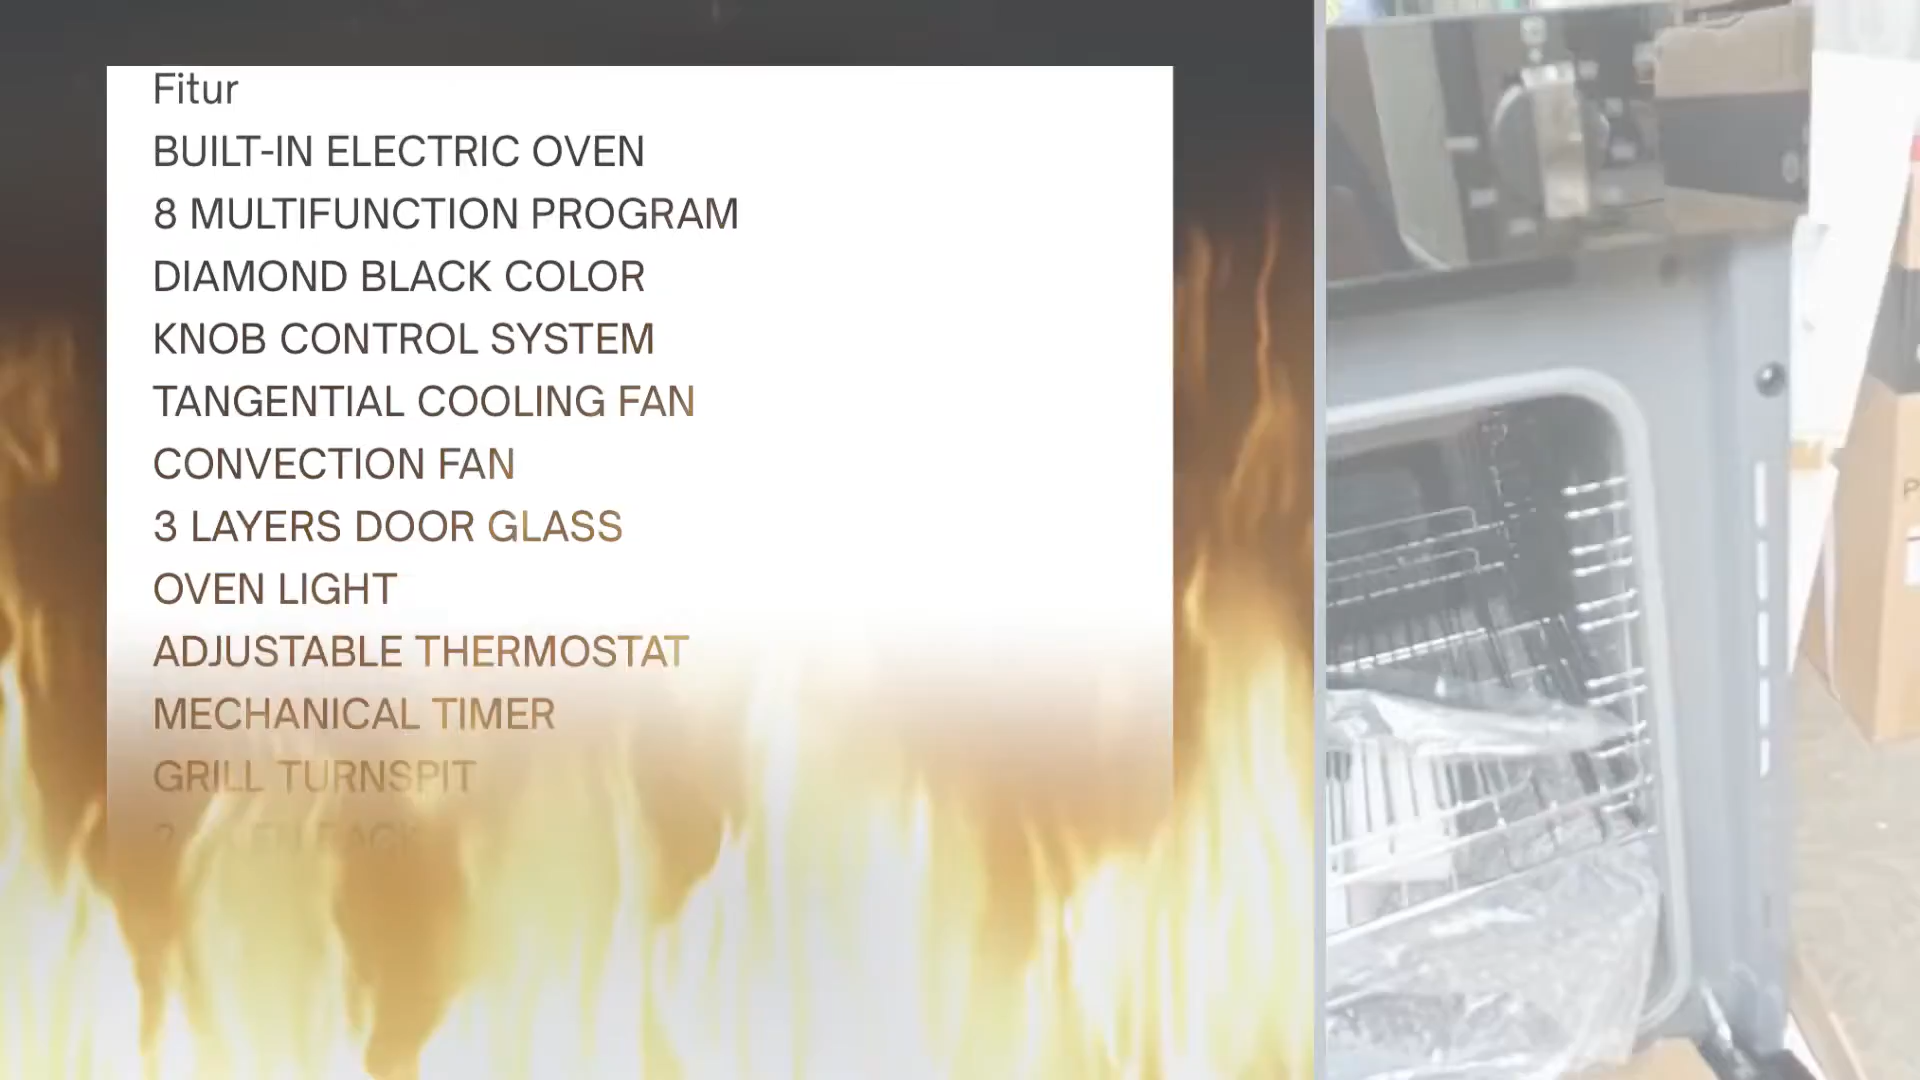 Fitur
BUILT-IN ELECTRIC OVEN
8 MULTIFUNCTION PROGRAM
DIAMOND BLACK COLOR
KNOB CONTROL SYSTEM
TANGENTIAL COOLING FAN
CONVECTION FAN
3 LAYERS DOOR GLASS
OVEN LIGHT
ADJUSTABLE THERMOSTAT
MECHANICAL TIMER
GRILL TURNSPIT